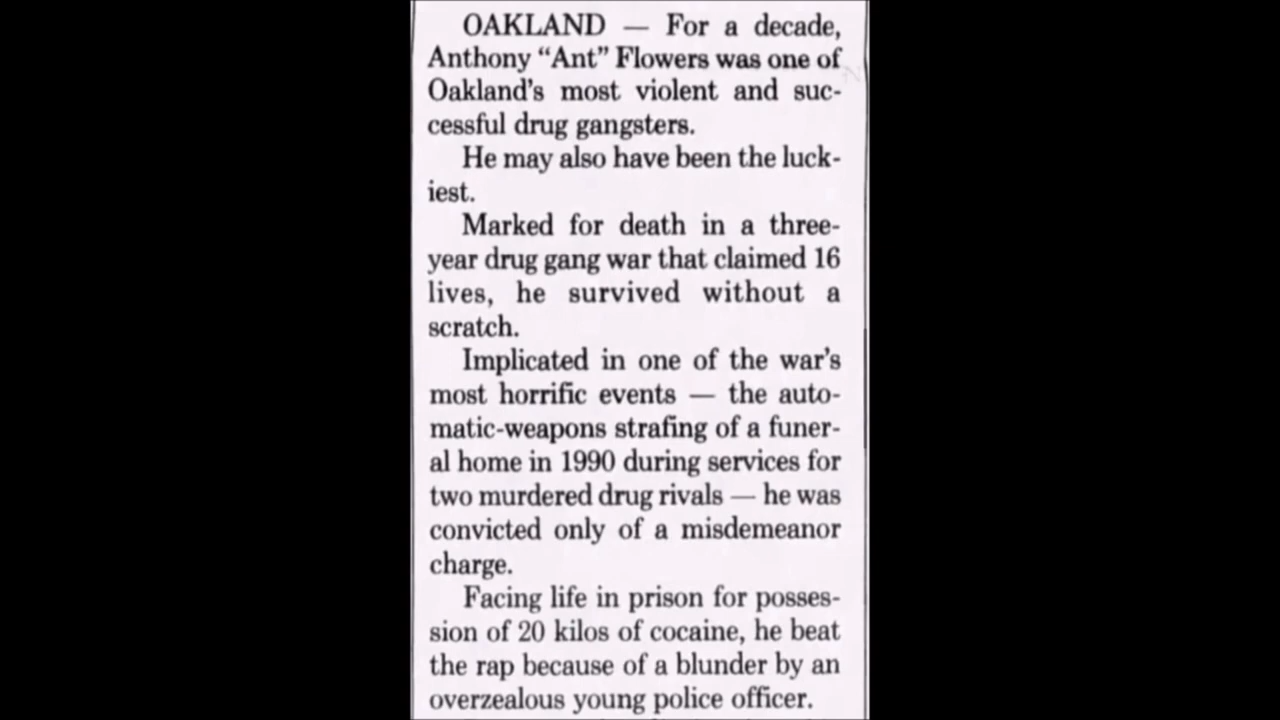 OAKLAND — For a decade,
Anthony “Ant” Flowers was one of
Oakland's most violent and suc-
cessful drug gangsters.
He may also have been the luck-
iest.
Marked for death in a three-
year drug gang war that claimed 16
lives, he survived without a
scratch.
Implicated in one of the war's
most horrific events — the auto-
matic-weapons strafing of a funer-
al home in 1990 during services for
two murdered drug rivals — he was
convicted only of a misdemeanor
charge.
Facing life in prison for posses-
sion of 20 kilos of cocaine, he beat
the rap because of a blunder by an
overzealous young police officer.